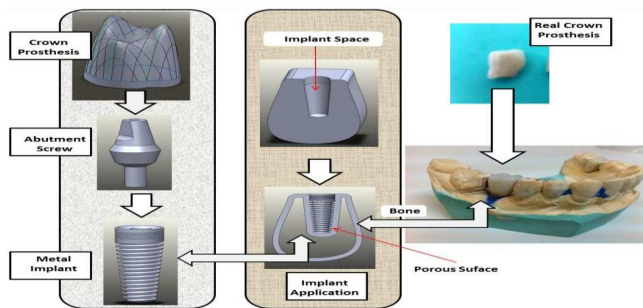 Crown
Prosthesis
Abutment
Screw
Metal
Implant
Implant Space
Implant
Application
Porous Suface
Bone
Real Crown
Prosthesis